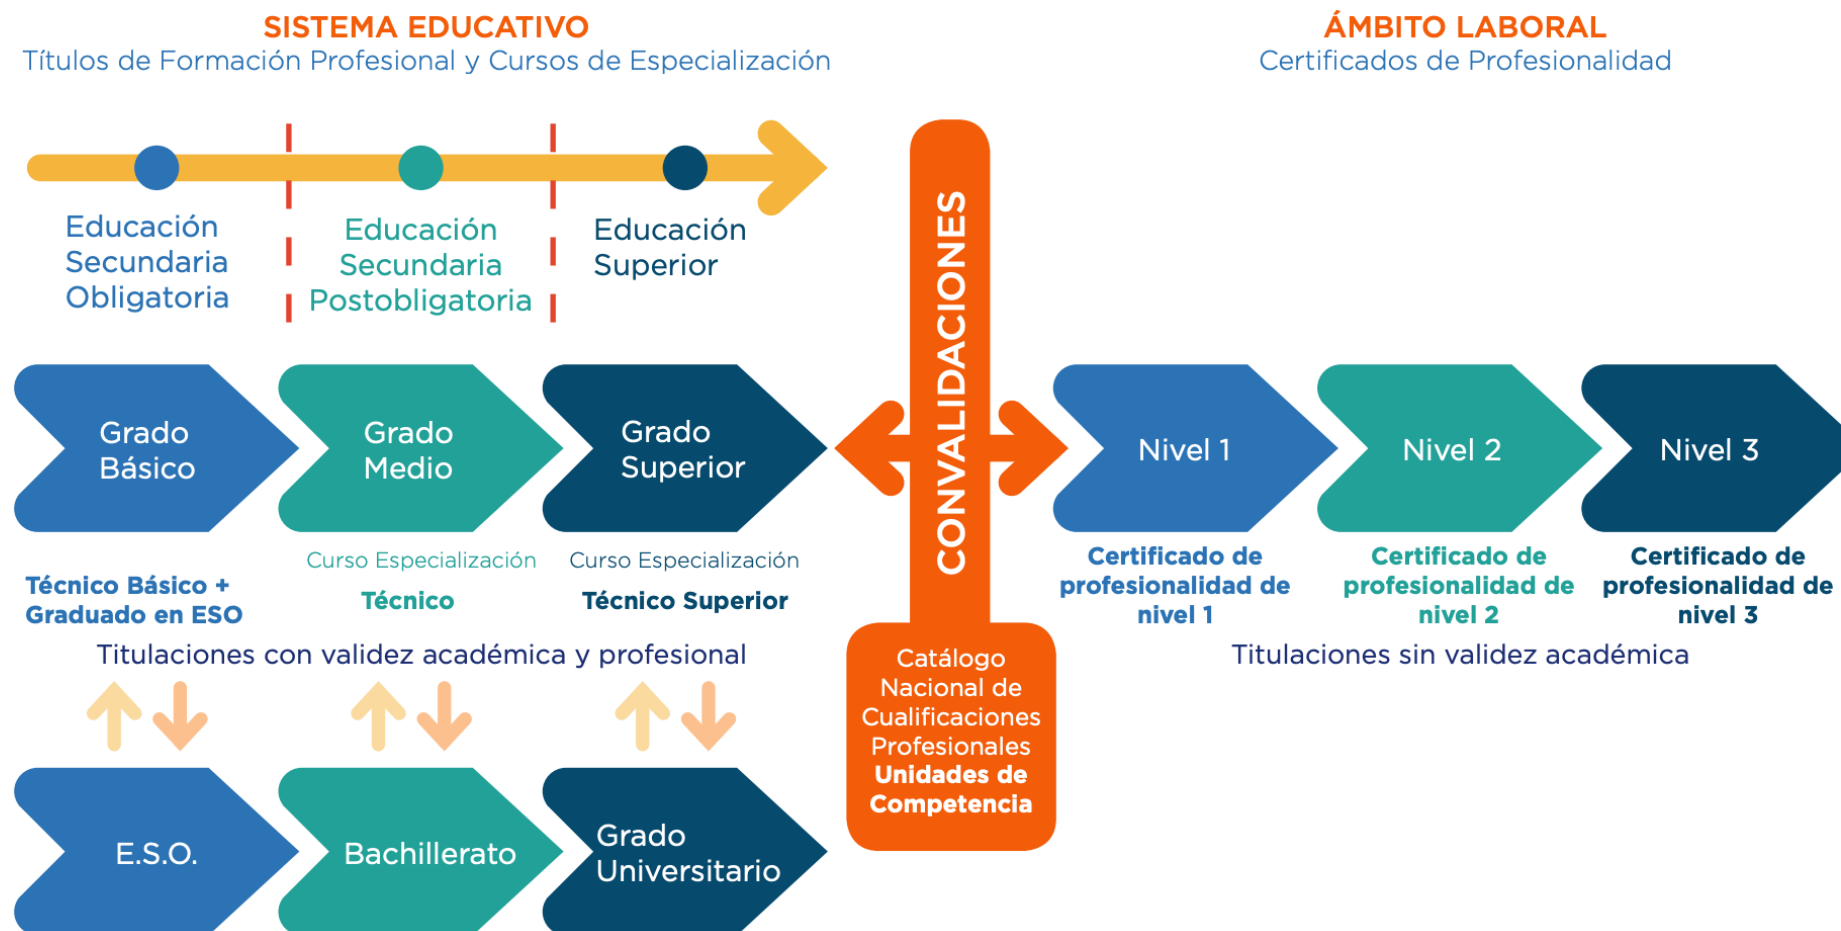 SISTEMA EDUCATIVO
Títulos de Formación Profesional y Cursos de Especialización
ÁMBITO LABORAL
Certificados de Profesionalidad
Educación
Secundaria
Obligatoria
Educación
Secundaria
Postobligatoria
Educación
Superior
CONVALIDACIONES
Grado
Básico
Grado
Medio
Grado
Superior
Nivel 1
Nivel 2
Nivel 3
Técnico Básico +
Graduado en ESO
Curso Especialización
Técnico
Curso Especialización
Técnico Superior
Certificado de
profesionalidad de
nivel 1
Certificado de
profesionalidad de
nivel 2
Certificado de
profesionalidad de
nivel 3
Titulaciones con validez académica y profesional
Titulaciones sin validez académica
Catálogo
Nacional de
Cualificaciones
Profesionales
Unidades de
Competencia
E.S.O.
Bachillerato
Grado
Universitario